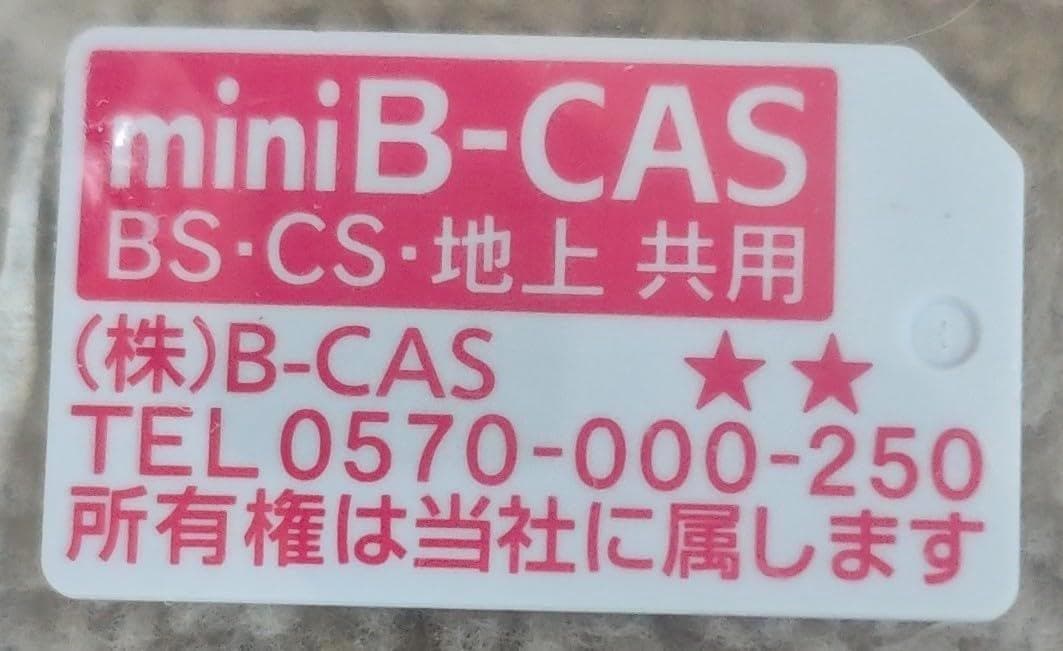 miniB-CAS
BS・CS・地上 共用
(株)B-CAS ★★
TEL 0570-000-250
所有権は当社に属します